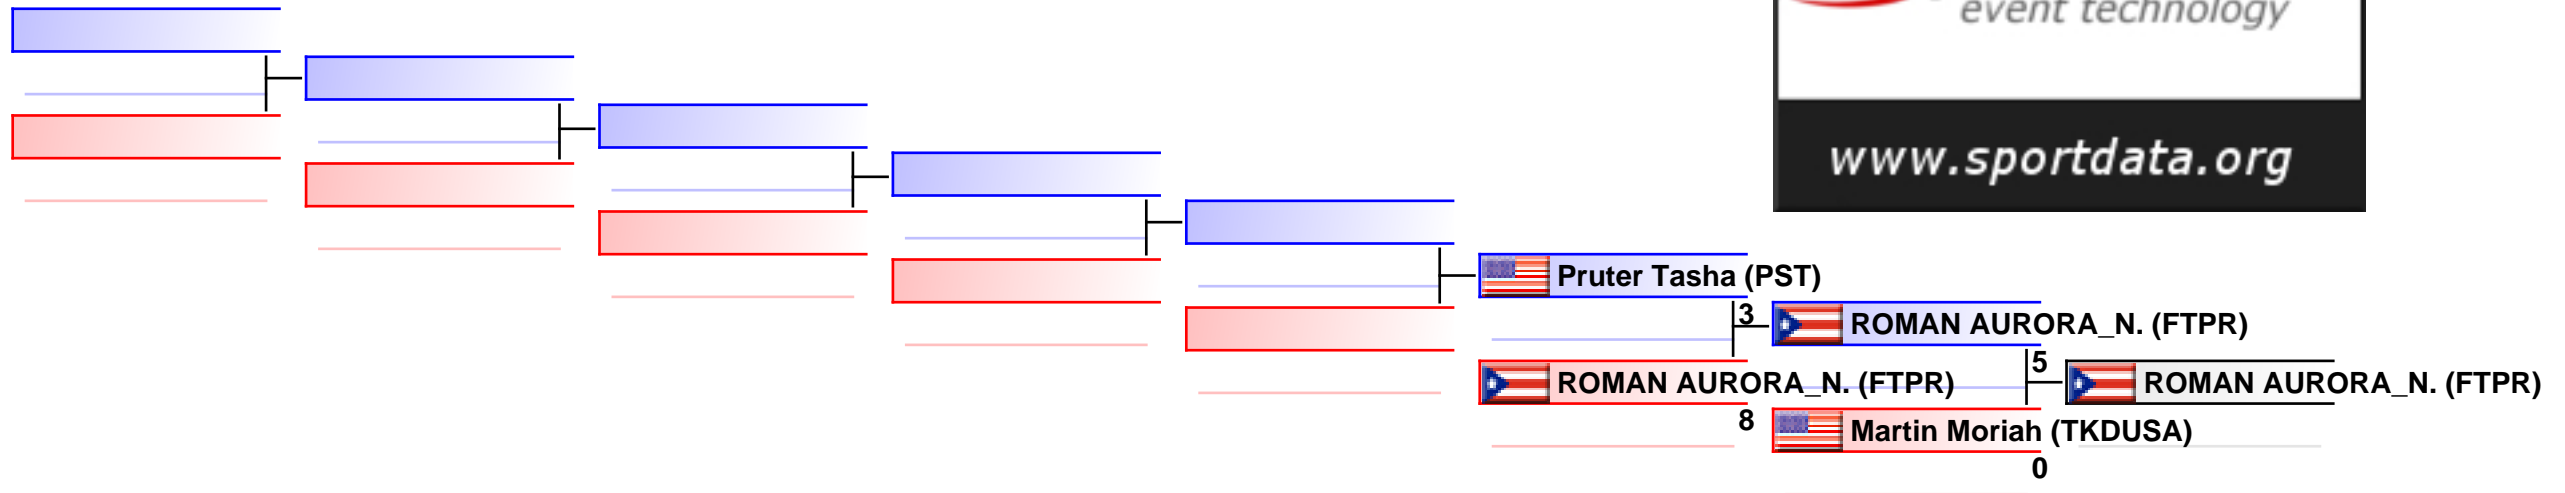 event technology
www.sportdata.org
Pruter Tasha (PST)
3
ROMAN AURORA_N. (FTPR)
5
ROMAN AURORA_N. (FTPR)
ROMAN AURORA_N. (FTPR)
8
Martin Moriah (TKDUSA)
0